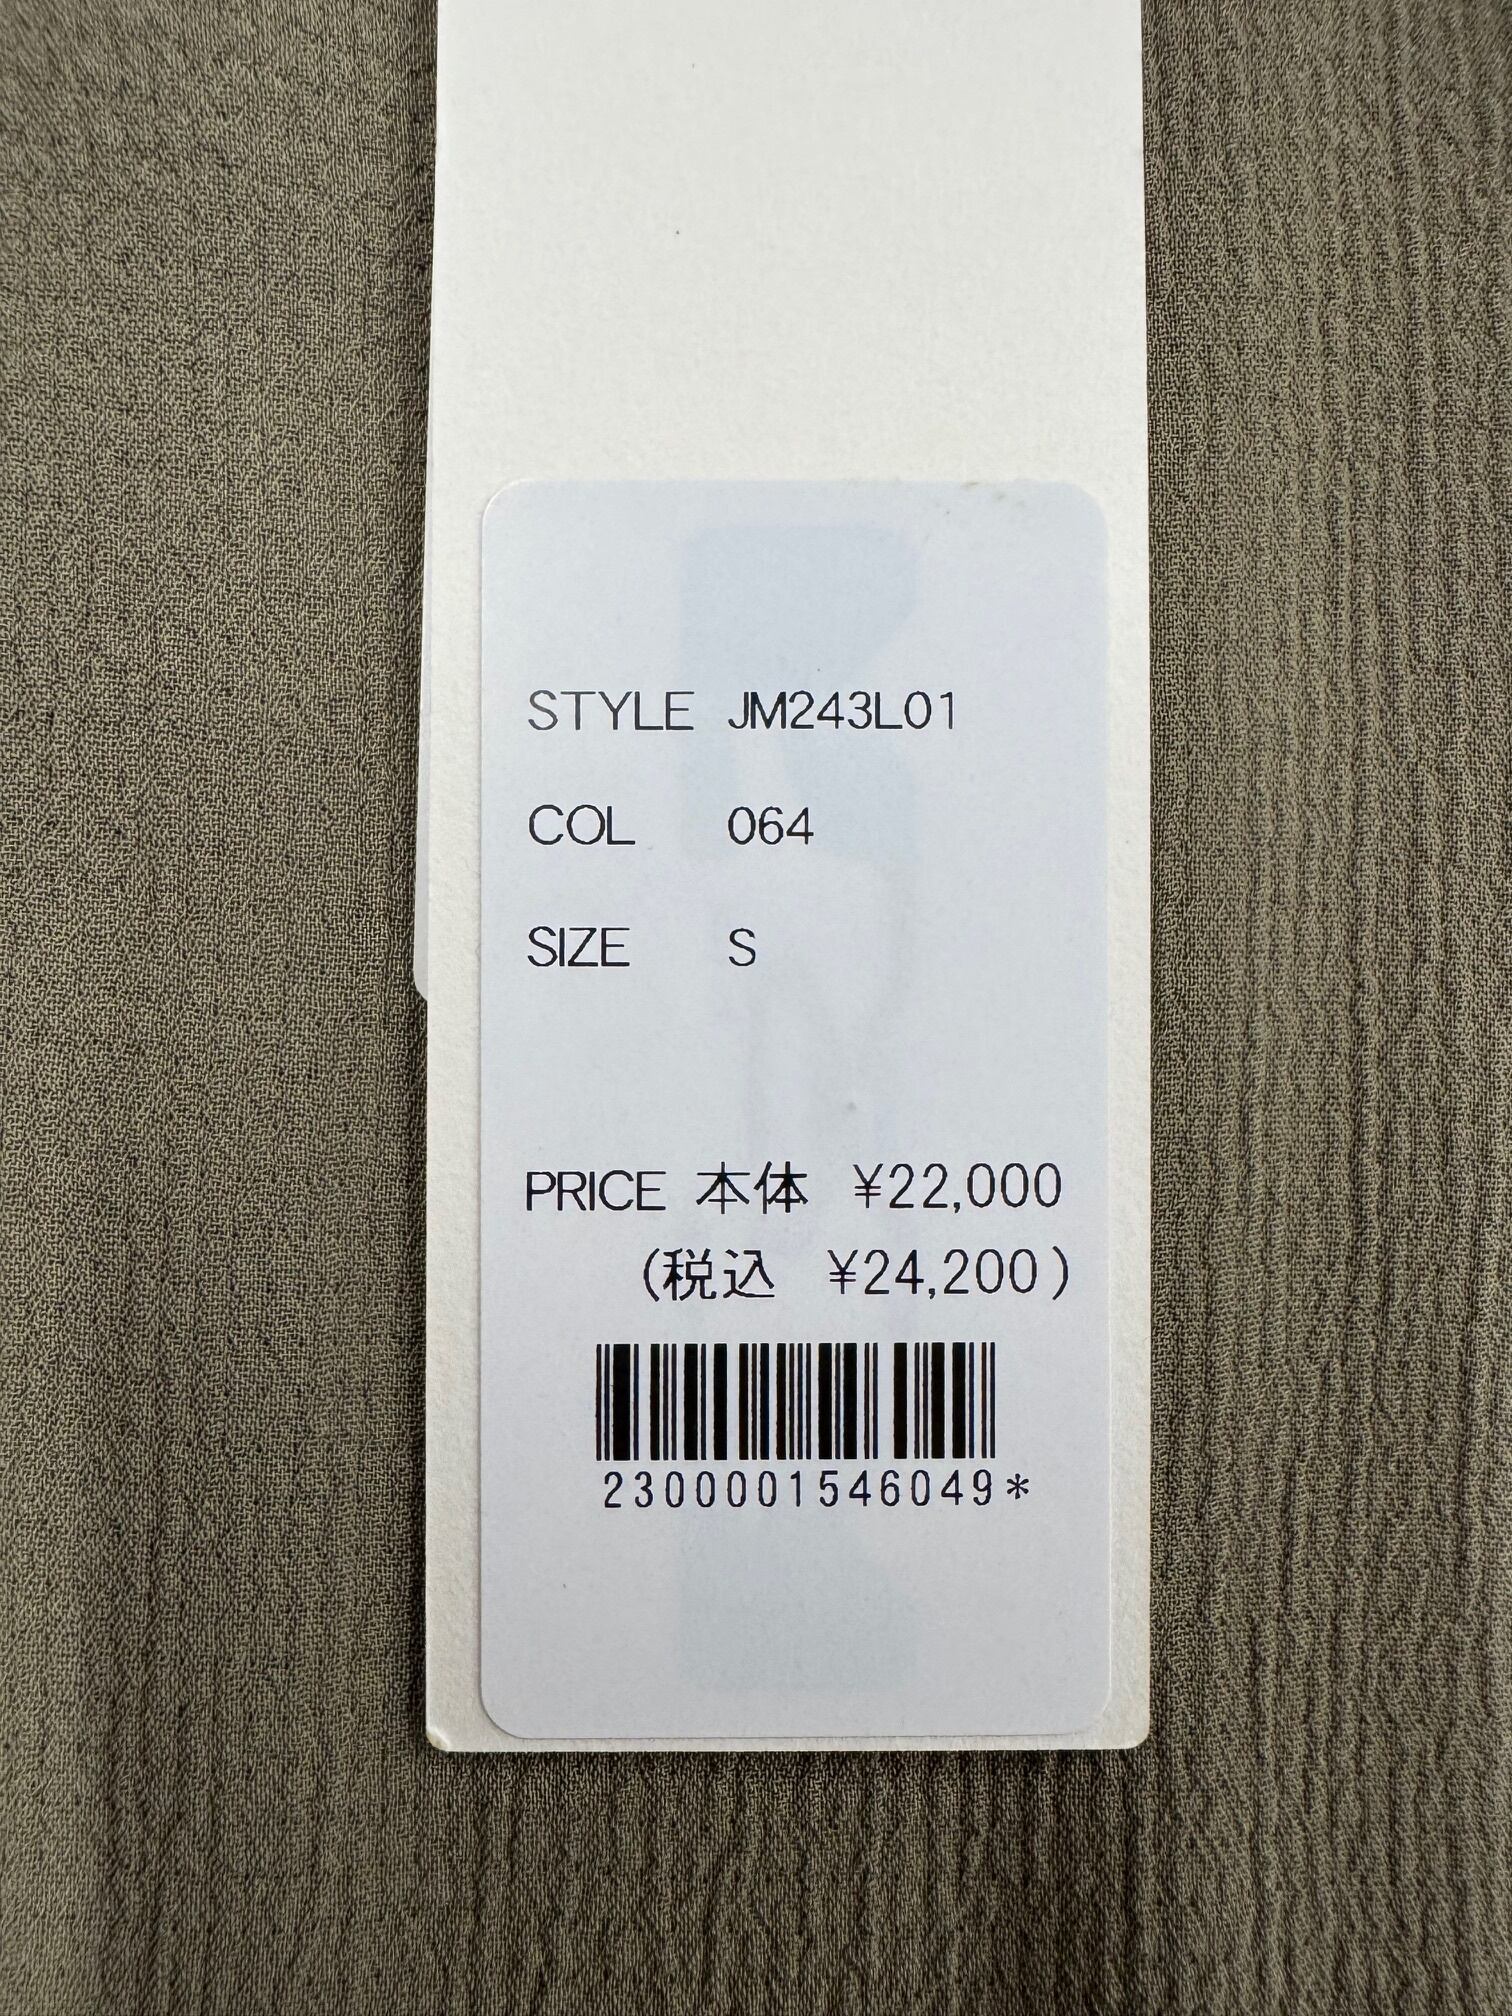 STYLE JM243L01
COL 064
SIZE S
PRICE 本体 ¥22,000
(税込 ¥24,200)
2300001546049*